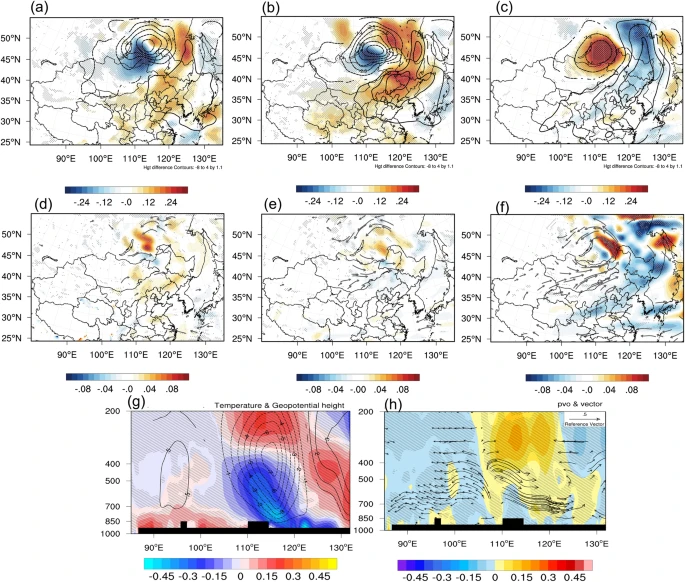 (a) (b) (c)
55°N 55°N 55°N
50°N 50°N 50°N
45°N 45°N 45°N
40°N 40°N 40°N
35°N 35°N 35°N
30°N 30°N 30°N
25°N 25°N 25°N
90°E 100°E 110°E 120°E 130°E 90°E 100°E 110°E 120°E 130°E 90°E 100°E 110°E 120°E 130°E
Hgt difference Contours: -8 to 4 by 1.1 Hgt difference Contours: -8 to 4 by 1.1 Hgt difference Contours: -8 to 4 by 1.1
-.24 -.12 -.0 .12 .24 -.24 -.12 -.0 .12 .24 -.24 -.12 -.0 .12 .24
(d) (e) (f)
50°N 50°N 50°N
45°N 45°N 45°N
40°N 40°N 40°N
35°N 35°N 35°N
30°N 30°N 30°N
25°N 25°N 25°N
90°E 100°E 110°E 120°E 130°E 90°E 100°E 110°E 120°E 130°E 90°E 100°E 110°E 120°E 130°E
-.08 -.04 -.0 .04 .08 -.08 -.04 -.0 .04 .08 -.08 -.04 -.0 .04 .08
(g) Temperature & Geopotential height (h) pvo & vector
200 200
5
Reference Vector
400 400
500 500
700 700
850 850
1000 1000
90°E 100°E 110°E 120°E 130°E 90°E 100°E 110°E 120°E 130°E
-0.45 -0.3 -0.15 0 0.15 0.3 0.45 -0.45 -0.3 -0.15 0 0.15 0.3 0.45